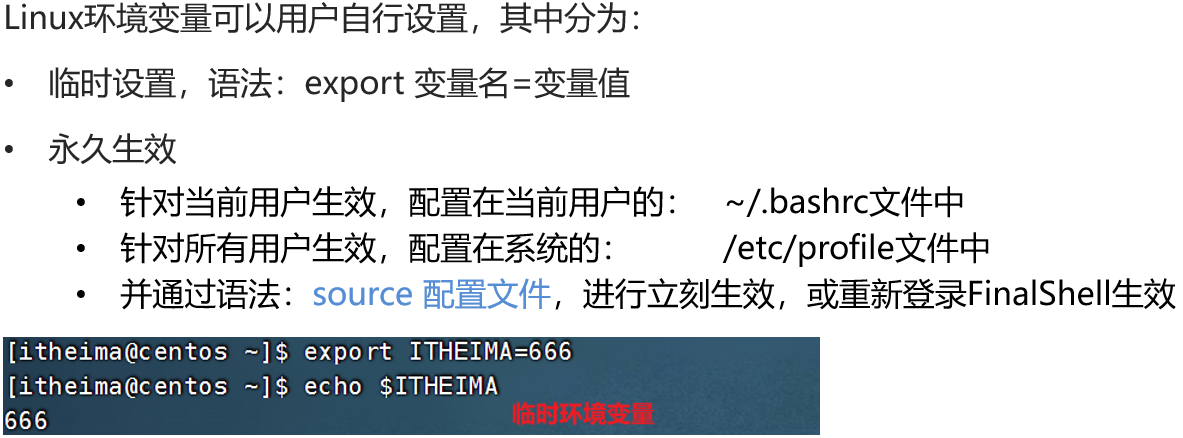 Linux环境变量可以用户自行设置，其中分为：
• 临时设置，语法：export 变量名=变量值
• 永久生效
• 针对当前用户生效，配置在当前用户的： ~/.bashrc文件中
• 针对所有用户生效，配置在系统的： /etc/profile文件中
• 并通过语法：source 配置文件，进行立刻生效，或重新登录FinalShell生效
[itheima@centos ~]$ export ITHEIMA=666
[itheima@centos ~]$ echo $ITHEIMA
666
临时环境变量